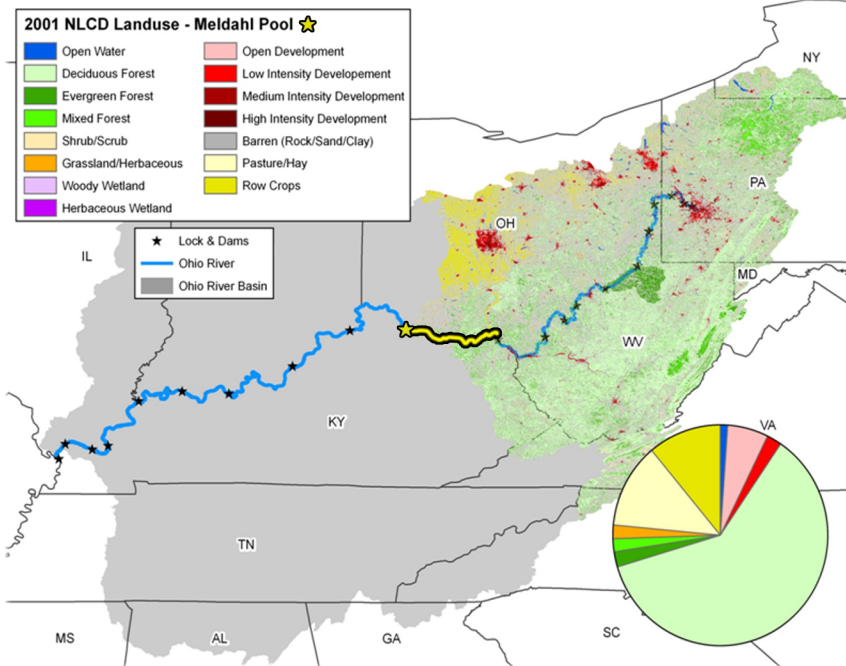 2001 NLCD Landuse - Meldahl Pool
Open Water
Deciduous Forest
Evergreen Forest
Mixed Forest
Shrub/Scrub
Grassland/Herbaceous
Woody Wetland
Herbaceous Wetland
Open Development
Low Intensity Developement
Medium Intensity Development
High Intensity Development
Barren (Rock/Sand/Clay)
Pasture/Hay
Row Crops
Lock & Dams
Ohio River
Ohio River Basin
NY
PA
OH
IL
MD
WV
KY
VA
TN
MS
AL
GA
SC